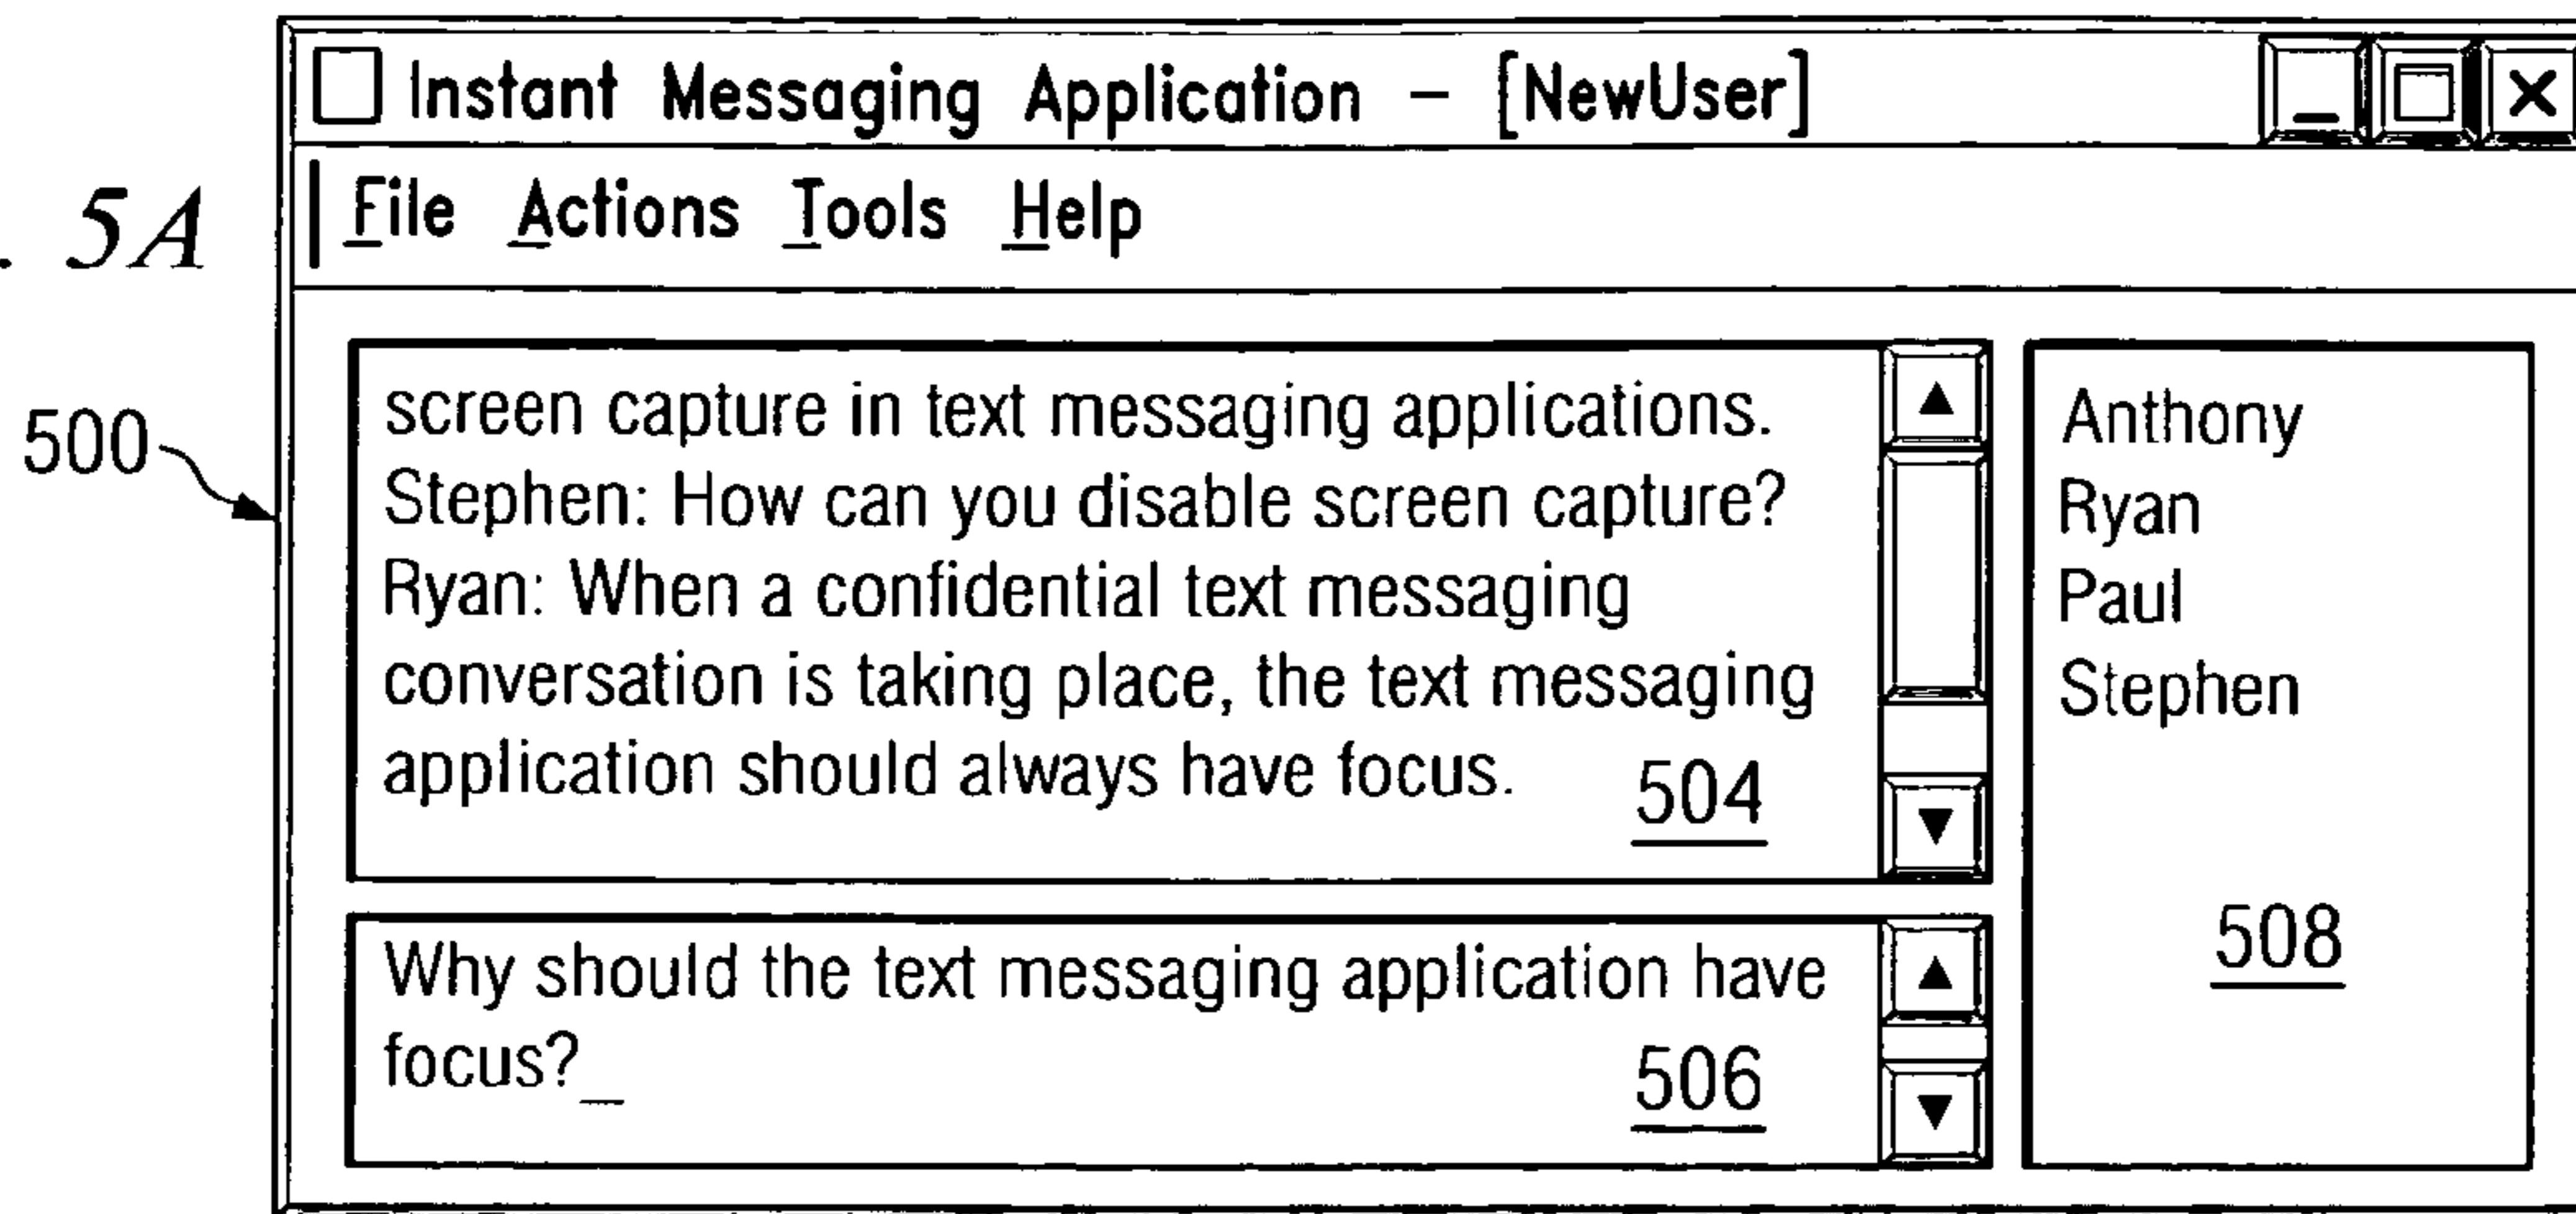 Instant Messaging Application - [NewUser]
. 5A
File Actions Tools Help
500
screen capture in text messaging applications.
Stephen: How can you disable screen capture?
Ryan: When a confidential text messaging
conversation is taking place, the text messaging
application should always have focus.
504
Why should the text messaging application have
focus?_
506
Anthony
Ryan
Paul
Stephen
508